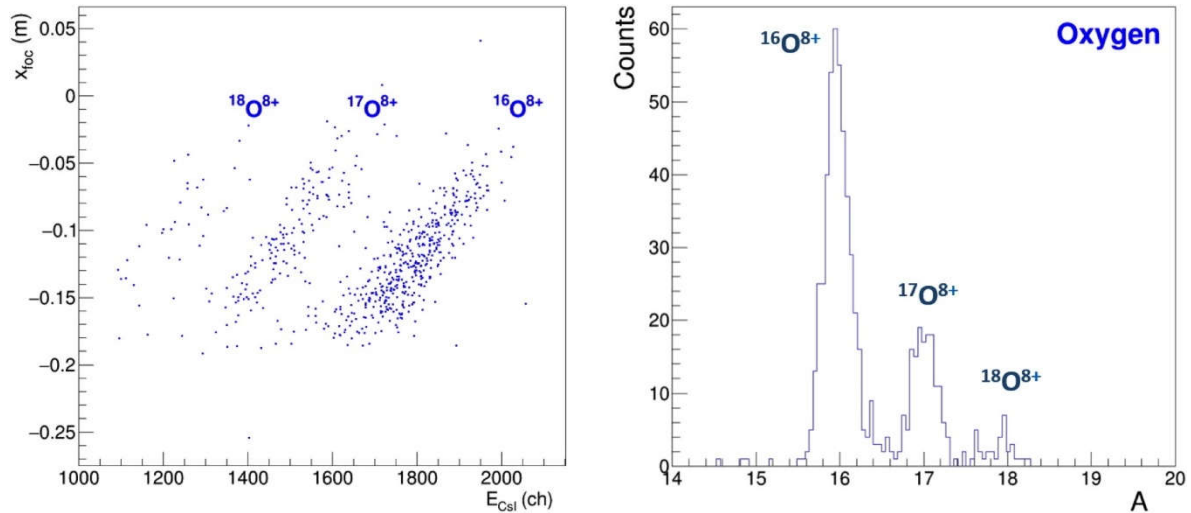 x_foc (m)
0.05
0
−0.05
−0.1
−0.15
−0.2
−0.25
¹⁸O⁸⁺ ¹⁷O⁸⁺ ¹⁶O⁸⁺
1000 1200 1400 1600 1800 2000
E_CsI (ch)
Counts
60
50
40
30
20
10
0
¹⁶O⁸⁺ Oxygen
¹⁷O⁸⁺
¹⁸O⁸⁺
14 15 16 17 18 19 20
A